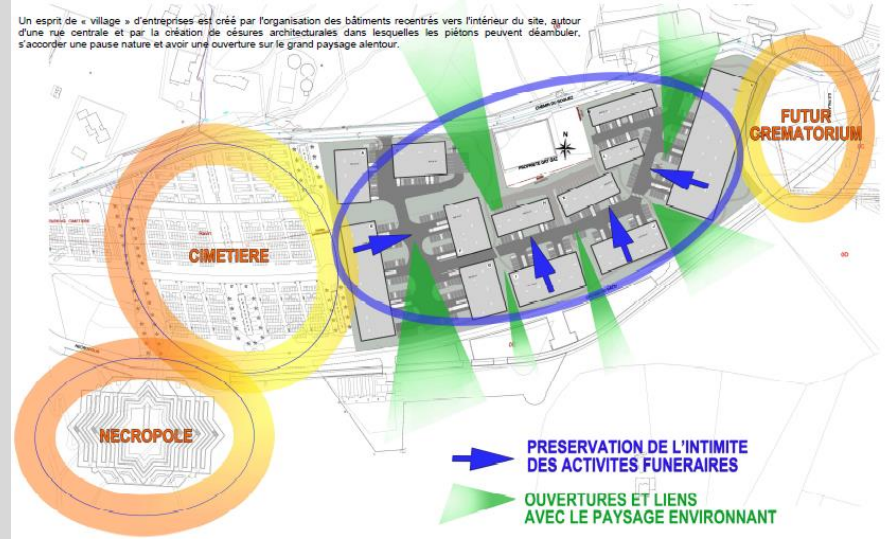 Un esprit de « village » d'entreprises est créé par l'organisation des bâtiments recentrés vers l'intérieur du site, autour
d'une rue centrale et par la création de césures architecturales dans lesquelles les piétons peuvent déambuler,
s'accorder une pause nature et avoir une ouverture sur le grand paysage alentour.
FUTUR
CREMATORIUM
N
CIMETIERE
NECROPOLE
PRESERVATION DE L'INTIMITE
DES ACTIVITES FUNERAIRES
OUVERTURES ET LIENS
AVEC LE PAYSAGE ENVIRONNANT